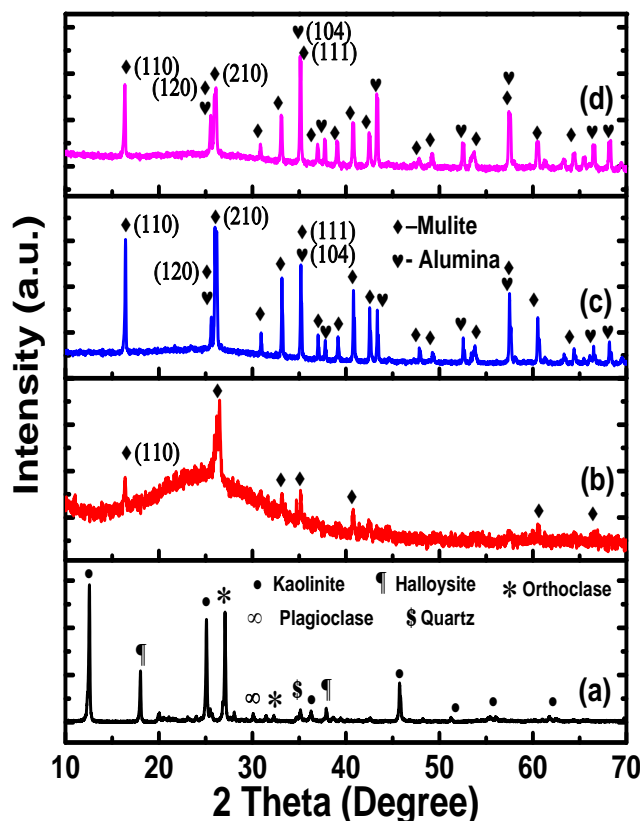 ♥(104)
♦(110)
♦(210)
♦(111)
(120)♦
♥
(d)
♦(210)
♦(110)
♦(111)
♦–Mulite
(120)♦
♥(104)
♥- Alumina
♥
(c)
♦(110)
(b)
• Kaolinite ¶ Halloysite * Orthoclase
∞ Plagioclase $ Quartz
(a)
10 20 30 40 50 60 70
2 Theta (Degree)
Intensity (a.u.)